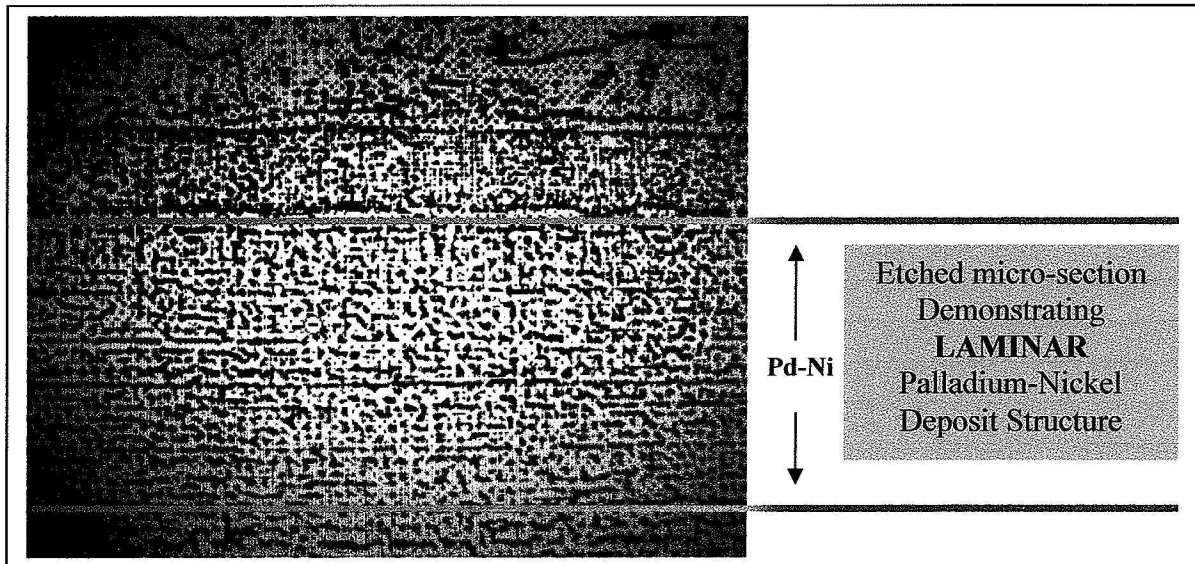 Pd-Ni
Etched micro-section
Demonstrating
LAMINAR
Palladium-Nickel
Deposit Structure